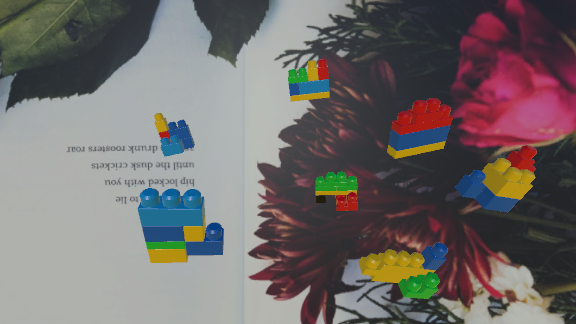 to lie
hip locked with you
until the dusk crickets
drunk roosters roar